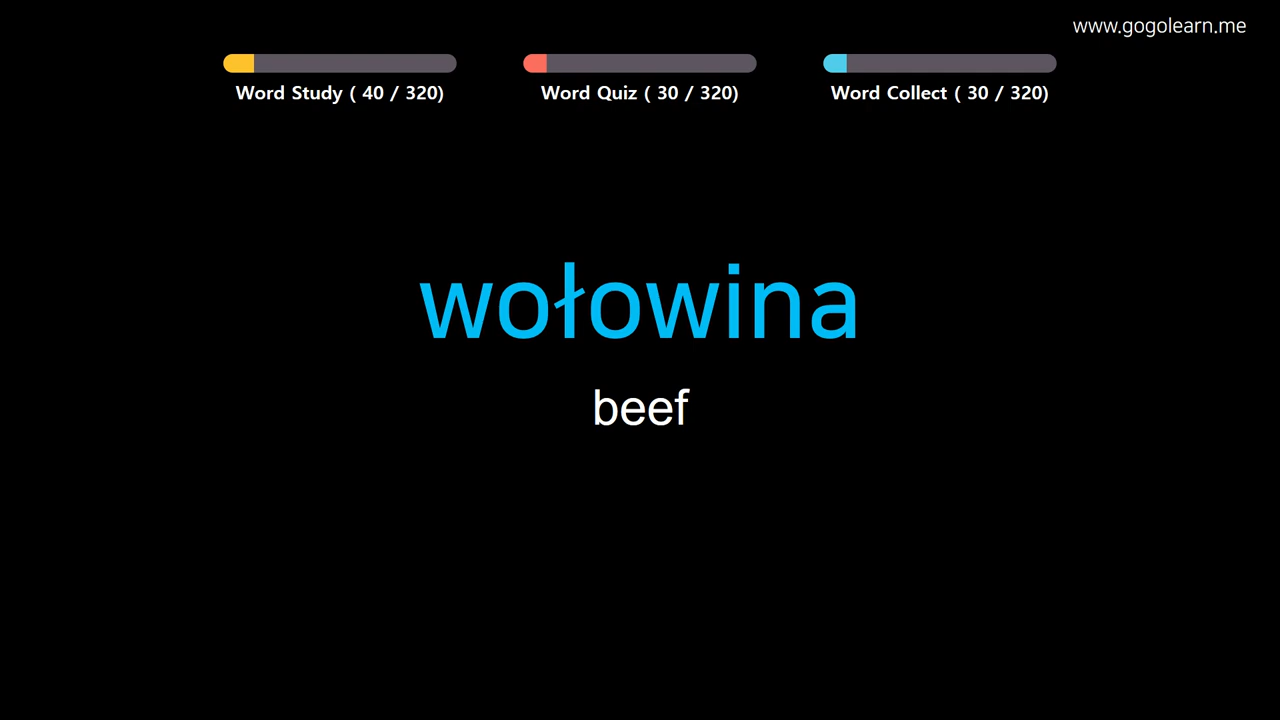 www.gogolearn.me
Word Study ( 40 / 320)
Word Quiz ( 30 / 320)
Word Collect ( 30 / 320)
wołowina
beef